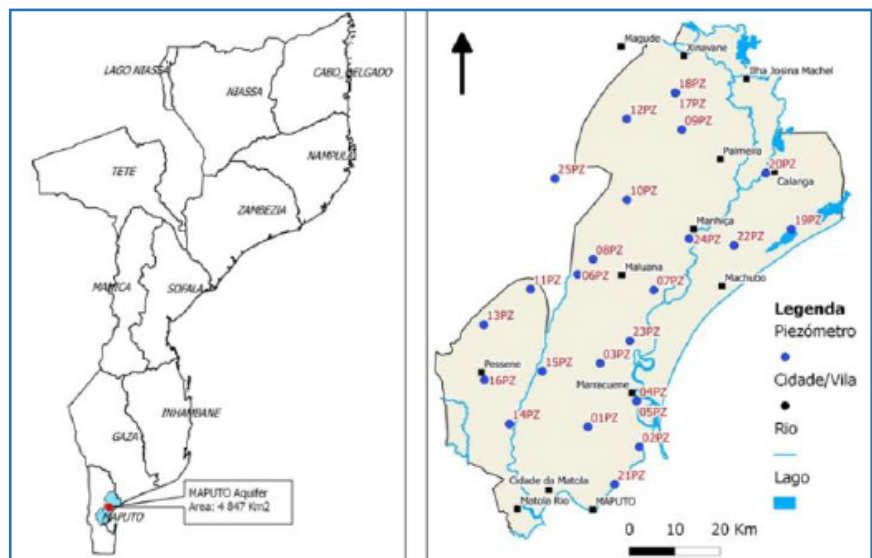 LAGO NIASSA
NIASSA
CABO_DELGADO
TETE
NAMPULA
ZAMBEZIA
MANICA
SOFALA
INHAMBANE
GAZA
MAPUTO
MAPUTO Aquifer
Area: 4 847 Km2
Magude
Xinavane
Ilha Josina Machel
18PZ
17PZ
12PZ
09PZ
Palmeira
20PZ
Calanga
25PZ
10PZ
Manhiça
19PZ
24PZ
22PZ
08PZ
06PZ
Maluana
07PZ
Machubo
11PZ
13PZ
23PZ
03PZ
15PZ
Pessene
16PZ
Marracuene
04PZ
05PZ
14PZ
01PZ
02PZ
21PZ
Cidade da Matola
Matola Rio
MAPUTO
Legenda
Piezómetro
Cidade/Vila
Rio
Lago
0 10 20 Km